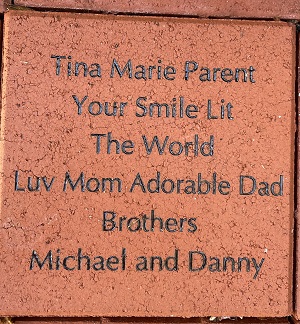 Tina Marie Parent
Your Smile Lit
The World
Luv Mom Adorable Dad
Brothers
Michael and Danny